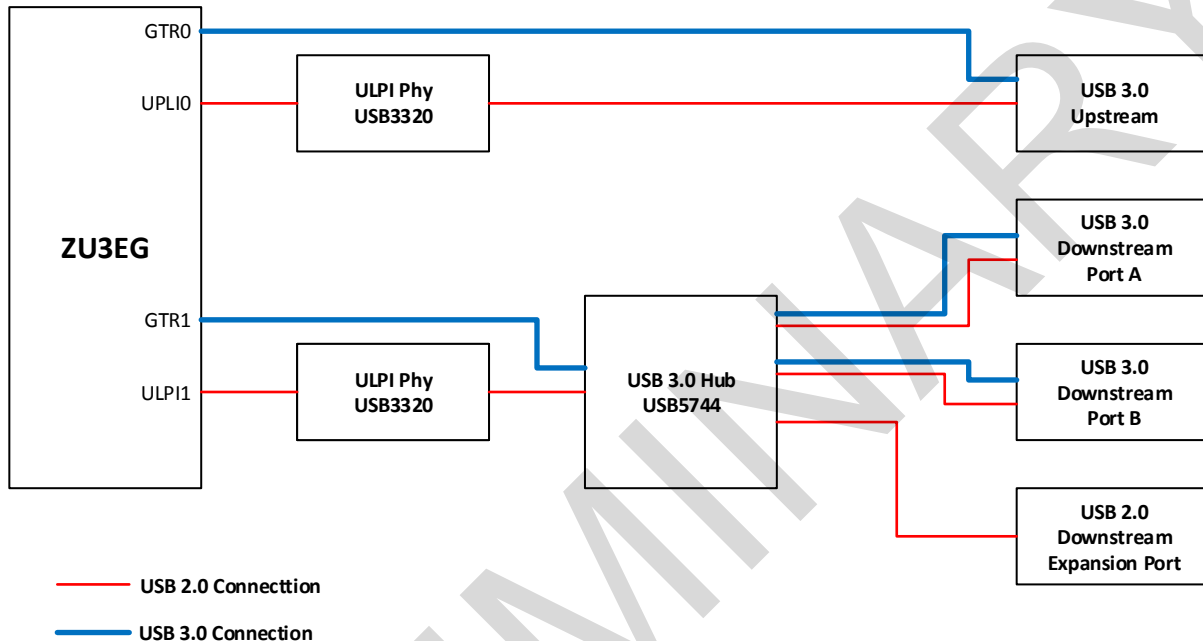 GTR0
UPLI0
ULPI Phy
USB3320
USB 3.0
Upstream
ZU3EG
USB 3.0
Downstream
Port A
GTR1
ULPI1
ULPI Phy
USB3320
USB 3.0 Hub
USB5744
USB 3.0
Downstream
Port B
USB 2.0
Downstream
Expansion Port
USB 2.0 Connecttion
USB 3.0 Connection
MINARY